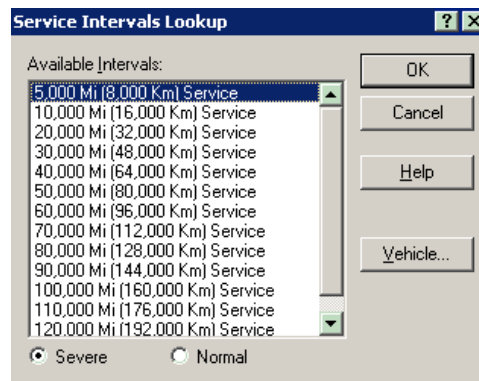 Service Intervals Lookup
Available Intervals:
5,000 Mi (8,000 Km) Service
10,000 Mi (16,000 Km) Service
20,000 Mi (32,000 Km) Service
30,000 Mi (48,000 Km) Service
40,000 Mi (64,000 Km) Service
50,000 Mi (80,000 Km) Service
60,000 Mi (96,000 Km) Service
70,000 Mi (112,000 Km) Service
80,000 Mi (128,000 Km) Service
90,000 Mi (144,000 Km) Service
100,000 Mi (160,000 Km) Service
110,000 Mi (176,000 Km) Service
120,000 Mi (192,000 Km) Service
Severe Normal
OK
Cancel
Help
Vehicle...